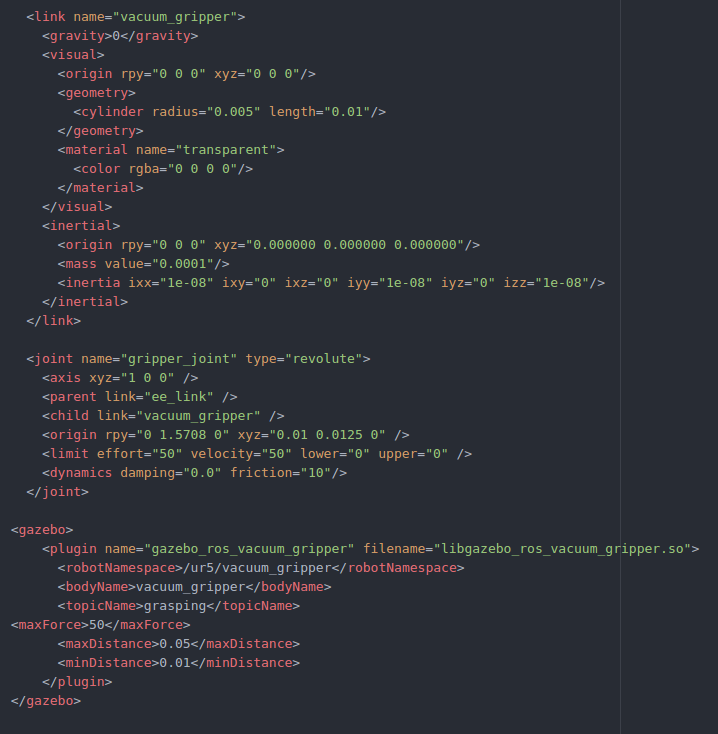 <link name="vacuum_gripper">
<gravity>0</gravity>
<visual>
<origin rpy="0 0 0" xyz="0 0 0"/>
<geometry>
<cylinder radius="0.005" length="0.01"/>
</geometry>
<material name="transparent">
<color rgba="0 0 0 0"/>
</material>
</visual>
<inertial>
<origin rpy="0 0 0" xyz="0.000000 0.000000 0.000000"/>
<mass value="0.0001"/>
<inertia ixx="1e-08" ixy="0" ixz="0" iyy="1e-08" iyz="0" izz="1e-08"/>
</inertial>
</link>
<joint name="gripper_joint" type="revolute">
<axis xyz="1 0 0" />
<parent link="ee_link" />
<child link="vacuum_gripper" />
<origin rpy="0 1.5708 0" xyz="0.01 0.0125 0" />
<limit effort="50" velocity="50" lower="0" upper="0" />
<dynamics damping="0.0" friction="10"/>
</joint>
<gazebo>
<plugin name="gazebo_ros_vacuum_gripper" filename="libgazebo_ros_vacuum_gripper.so">
<robotNamespace>/ur5/vacuum_gripper</robotNamespace>
<bodyName>vacuum_gripper</bodyName>
<topicName>grasping</topicName>
<maxForce>50</maxForce>
<maxDistance>0.05</maxDistance>
<minDistance>0.01</minDistance>
</plugin>
</gazebo>